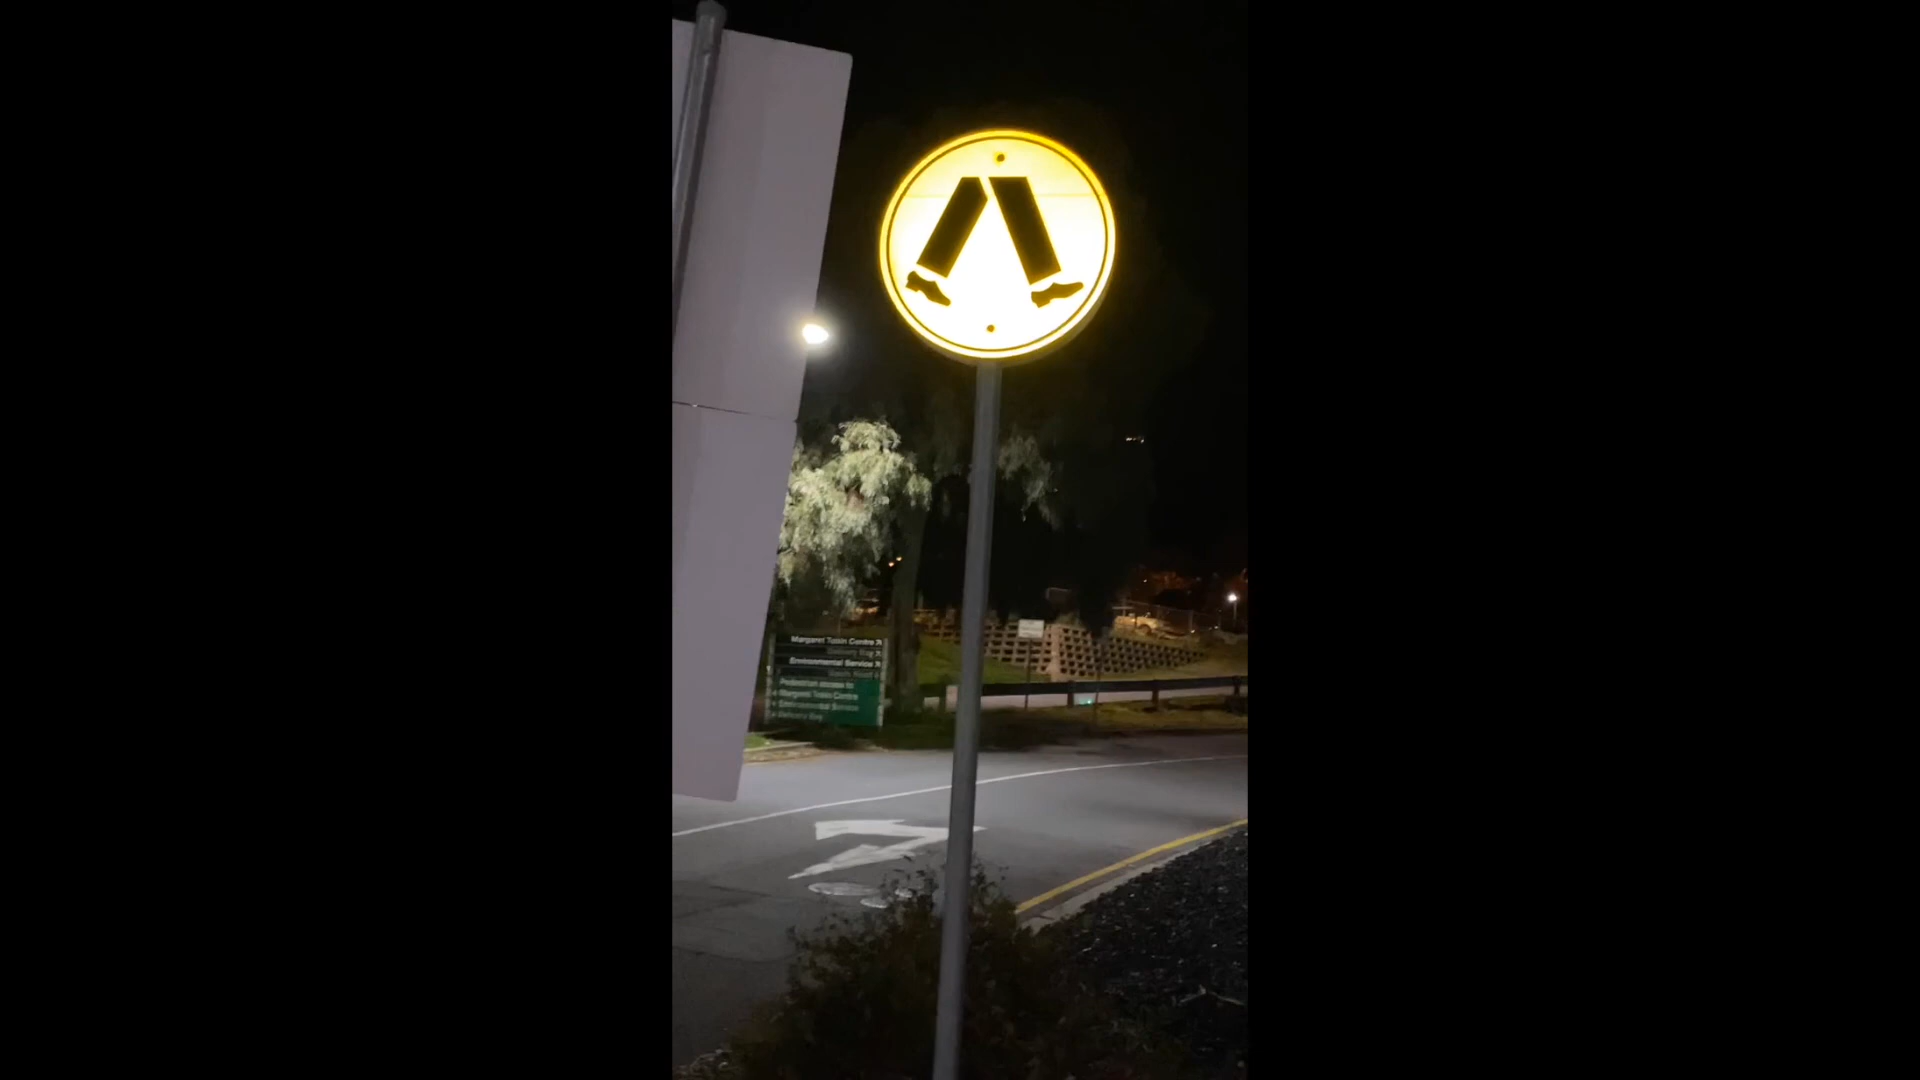 Margaret Tobin Centre
Delivery Bay
Environmental Service
Pedestrian access to
Margaret Tobin Centre
Environmental Service
Delivery Bay